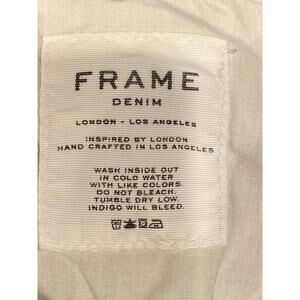 FRAME
DENIM
LONDON - LOS ANGELES
INSPIRED BY LONDON
HAND CRAFTED IN LOS ANGELES
WASH INSIDE OUT
IN COLD WATER
WITH LIKE COLORS.
DO NOT BLEACH.
TUMBLE DRY LOW.
INDIGO WILL BLEED.